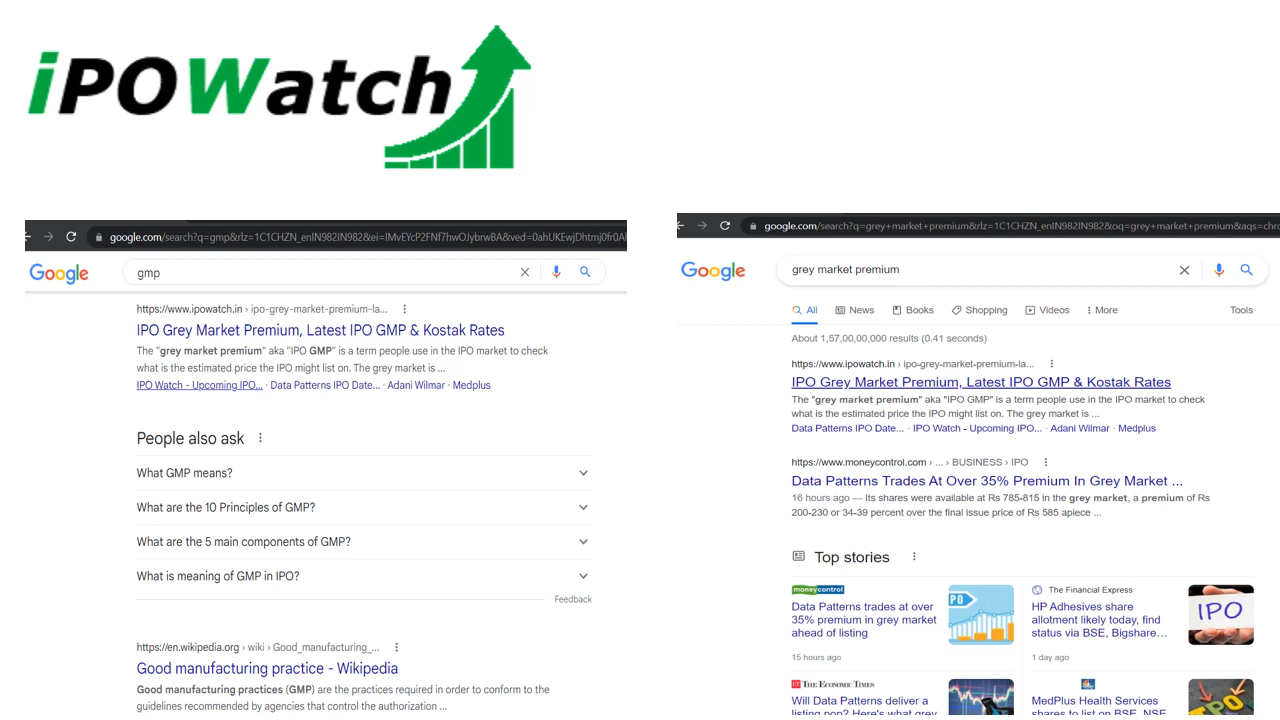 iPOWatch
google.com/search?q=gmp&rlz=1C1CHZN_enIN982IN982&ei=IMvEYcP2FNf7hwOJybrwBA&ved=0ahUKEwjDhtmj0fr0Al
Google
gmp
https://www.ipowatch.in › ipo-grey-market-premium-la...
IPO Grey Market Premium, Latest IPO GMP & Kostak Rates
The "grey market premium" aka "IPO GMP" is a term people use in the IPO market to check
what is the estimated price the IPO might list on. The grey market is ...
IPO Watch - Upcoming IPO... · Data Patterns IPO Date... · Adani Wilmar · Medplus
People also ask
What GMP means?
What are the 10 Principles of GMP?
What are the 5 main components of GMP?
What is meaning of GMP in IPO?
Feedback
https://en.wikipedia.org › wiki › Good_manufacturing_...
Good manufacturing practice - Wikipedia
Good manufacturing practices (GMP) are the practices required in order to conform to the
guidelines recommended by agencies that control the authorization ...
google.com/search?q=grey+market+premium&rlz=1C1CHZN_enIN982IN982&oq=grey+market+premium&aqs=chro
Google
grey market premium
All News Books Shopping Videos More Tools
About 1,57,00,00,000 results (0.41 seconds)
https://www.ipowatch.in › ipo-grey-market-premium-la...
IPO Grey Market Premium, Latest IPO GMP & Kostak Rates
The "grey market premium" aka "IPO GMP" is a term people use in the IPO market to check
what is the estimated price the IPO might list on. The grey market is ...
Data Patterns IPO Date... · IPO Watch - Upcoming IPO... · Adani Wilmar · Medplus
https://www.moneycontrol.com › ... › BUSINESS › IPO
Data Patterns Trades At Over 35% Premium In Grey Market ...
16 hours ago — Its shares were available at Rs 785-815 in the grey market, a premium of Rs
200-230 or 34-39 percent over the final issue price of Rs 585 apiece ...
Top stories
moneycontrol
Data Patterns trades at over
35% premium in grey market
ahead of listing
15 hours ago
PO
The Financial Express
HP Adhesives share
allotment likely today, find
status via BSE, Bigshare...
1 day ago
IPO
ET THE ECONOMIC TIMES
Will Data Patterns deliver a
listing pop? Here's what grey
MedPlus Health Services
shares to list on BSE, NSE
IPO